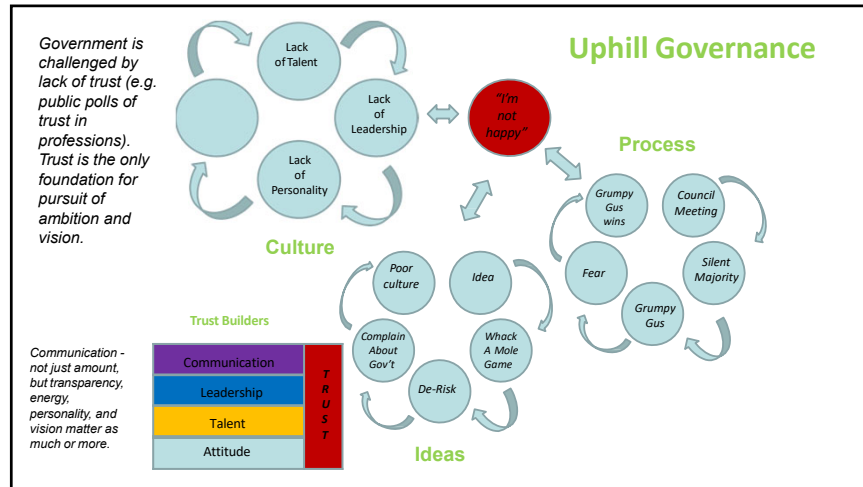 Uphill Governance
Government is
challenged by
lack of trust (e.g.
public polls of
trust in
professions).
Trust is the only
foundation for
pursuit of
ambition and
vision.
Lack
of Talent
Lack
of
Leadership
Lack
of
Personality
"I'm
not
happy"
Culture
Process
Grumpy
Gus
wins
Council
Meeting
Silent
Majority
Grumpy
Gus
Fear
Poor
culture
Idea
Whack
A Mole
Game
De-Risk
Complain
About
Gov't
Ideas
Trust Builders
Communication
Leadership
Talent
Attitude
T
R
U
S
T
Communication -
not just amount,
but transparency,
energy,
personality, and
vision matter as
much or more.